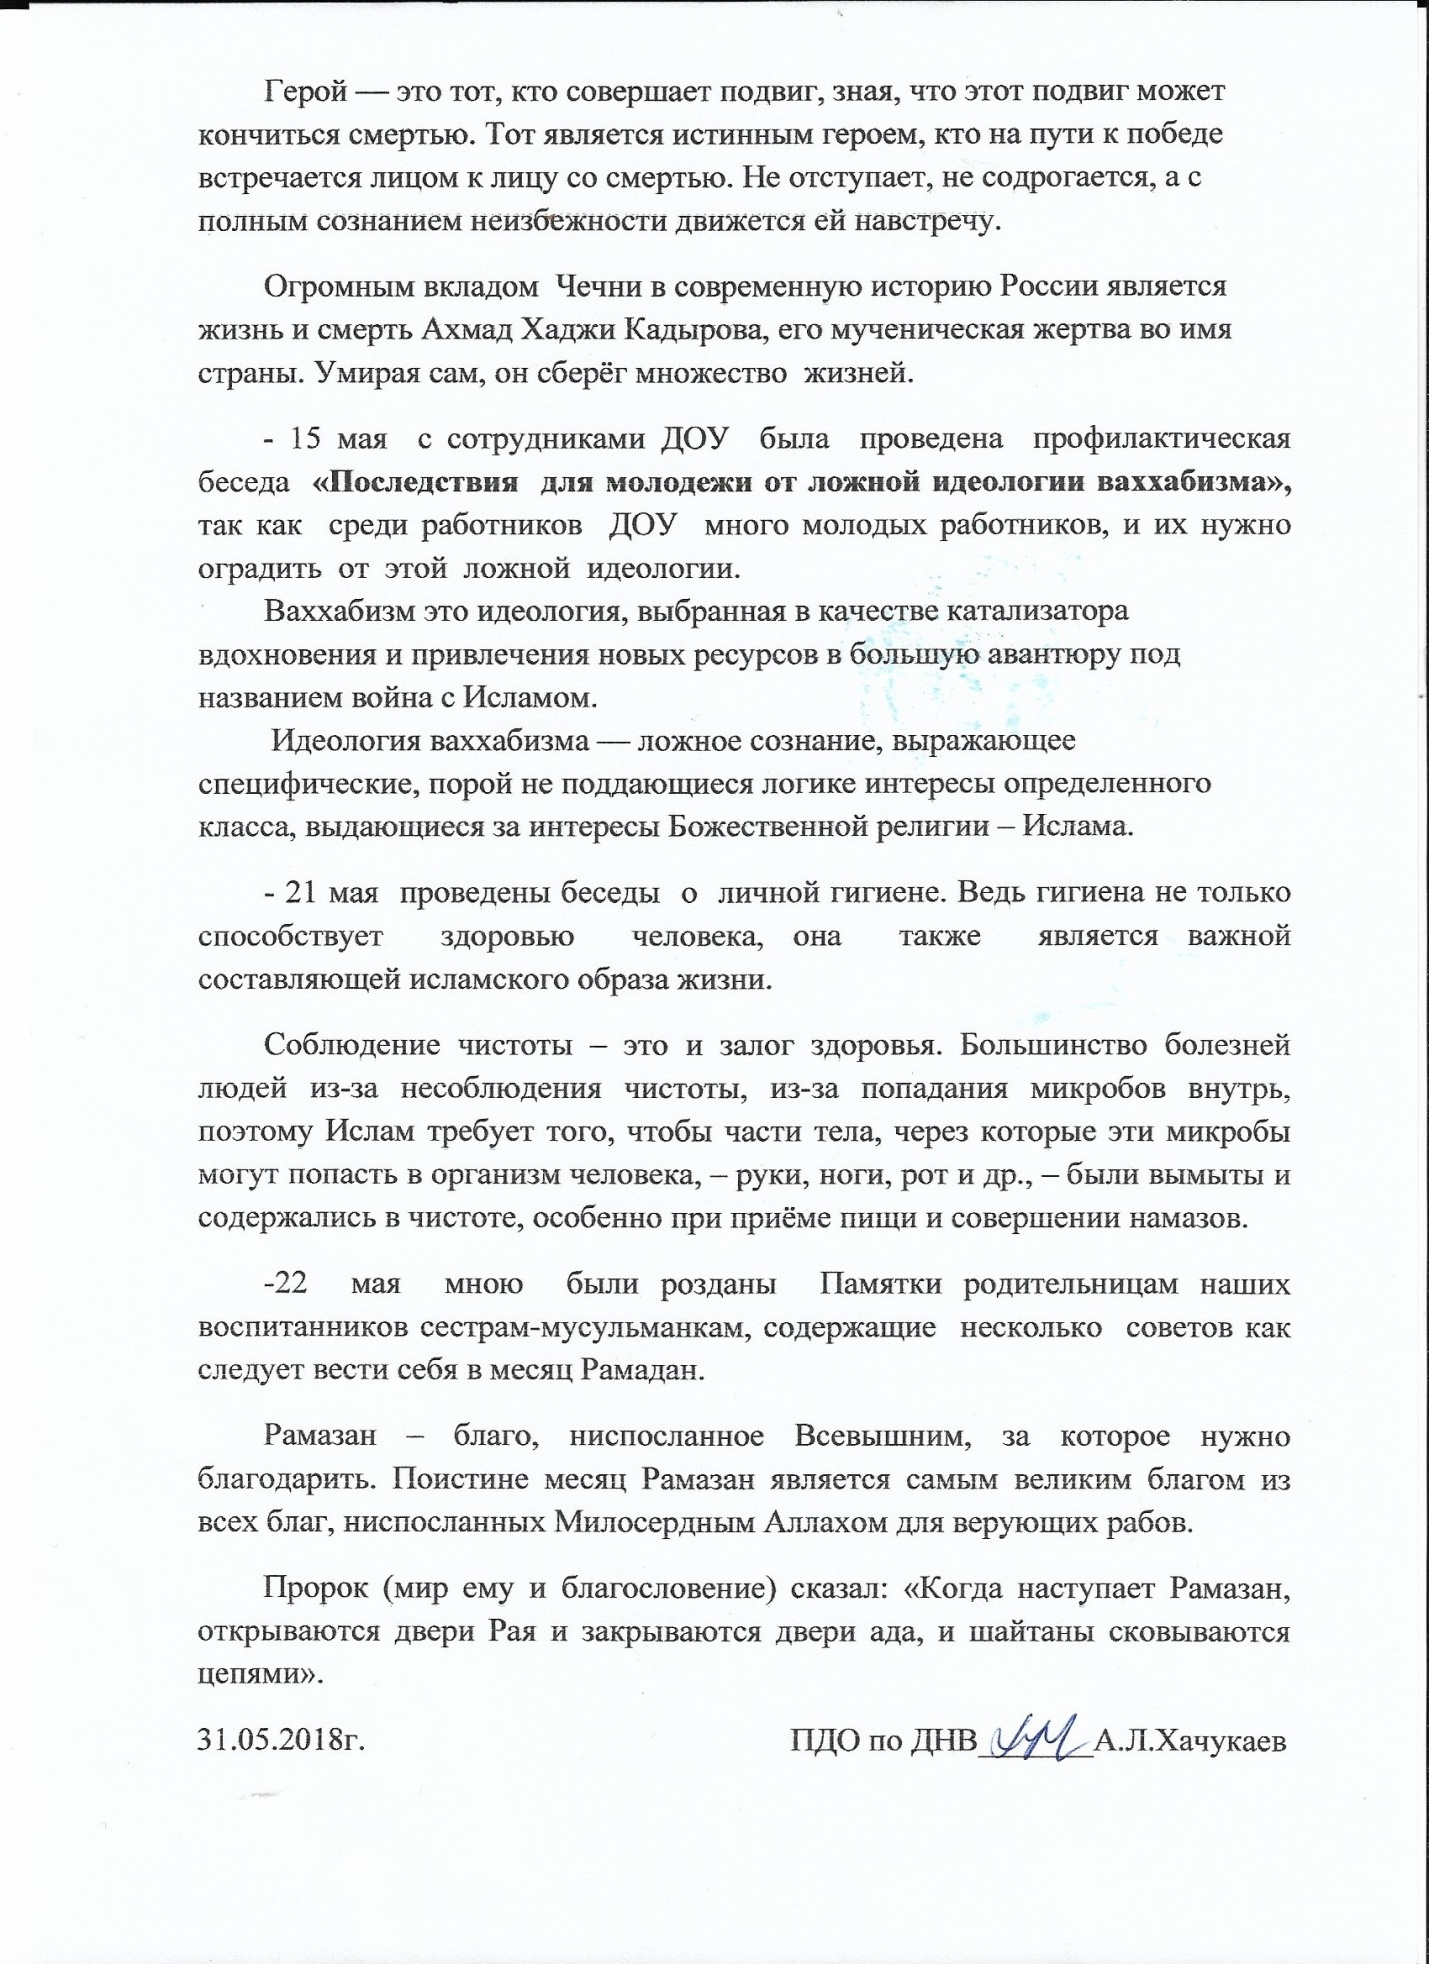 Герой — это тот, кто совершает подвиг, зная, что этот подвиг может
кончиться смертью. Тот является истинным героем, кто на пути к победе
встречается лицом к лицу со смертью. Не отступает, не содрогается, а с
полным сознанием неизбежности движется ей навстречу.
Огромным вкладом Чечни в современную историю России является
жизнь и смерть Ахмад Хаджи Кадырова, его мученическая жертва во имя
страны. Умирая сам, он сберёг множество жизней.
- 15 мая с сотрудниками ДОУ была проведена профилактическая
беседа «Последствия для молодежи от ложной идеологии ваххабизма»,
так как среди работников ДОУ много молодых работников, и их нужно
оградить от этой ложной идеологии.
Ваххабизм это идеология, выбранная в качестве катализатора
вдохновения и привлечения новых ресурсов в большую авантюру под
названием война с Исламом.
Идеология ваххабизма — ложное сознание, выражающее
специфические, порой не поддающиеся логике интересы определенного
класса, выдающиеся за интересы Божественной религии – Ислама.
- 21 мая проведены беседы о личной гигиене. Ведь гигиена не только
способствует здоровью человека, она также является важной
составляющей исламского образа жизни.
Соблюдение чистоты – это и залог здоровья. Большинство болезней
людей из-за несоблюдения чистоты, из-за попадания микробов внутрь,
поэтому Ислам требует того, чтобы части тела, через которые эти микробы
могут попасть в организм человека, – руки, ноги, рот и др., – были вымыты и
содержались в чистоте, особенно при приёме пищи и совершении намазов.
-22 мая мною были розданы Памятки родительницам наших
воспитанников сестрам-мусульманкам, содержащие несколько советов как
следует вести себя в месяц Рамадан.
Рамазан – благо, ниспосланное Всевышним, за которое нужно
благодарить. Поистине месяц Рамазан является самым великим благом из
всех благ, ниспосланных Милосердным Аллахом для верующих рабов.
Пророк (мир ему и благословение) сказал: «Когда наступает Рамазан,
открываются двери Рая и закрываются двери ада, и шайтаны сковываются
цепями».
31.05.2018г. ПДО по ДНВ_______А.Л.Хачукаев